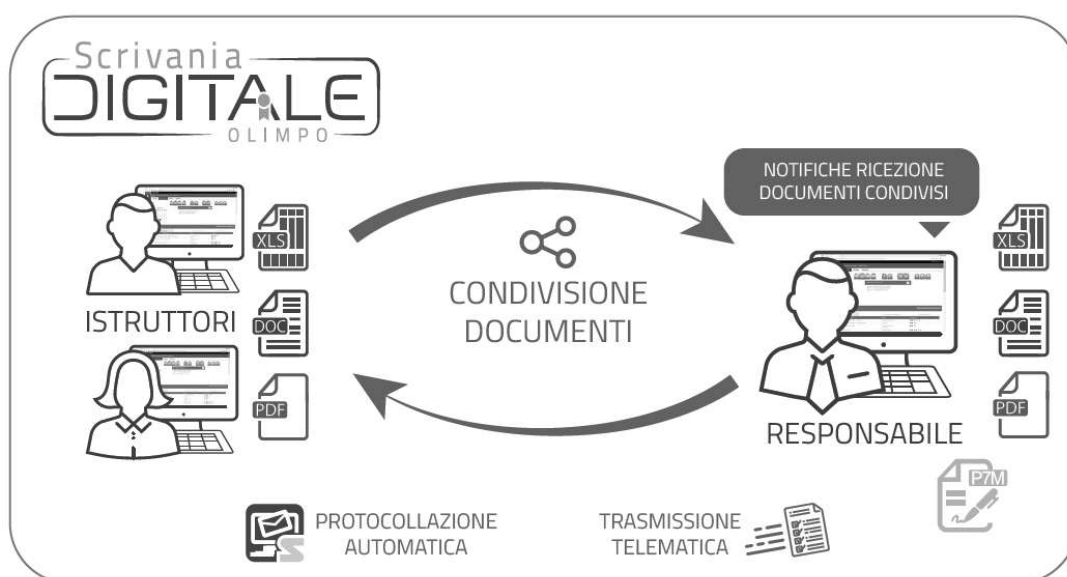 Scrivania
DIGITALE
OLIMPO
NOTIFICHE RICEZIONE
DOCUMENTI CONDIVISI
XLS
ISTRUTTORI
DOC
PDF
CONDIVISIONE
DOCUMENTI
XLS
DOC
PDF
RESPONSABILE
P7M
PROTOCOLLAZIONE
AUTOMATICA
TRASMISSIONE
TELEMATICA